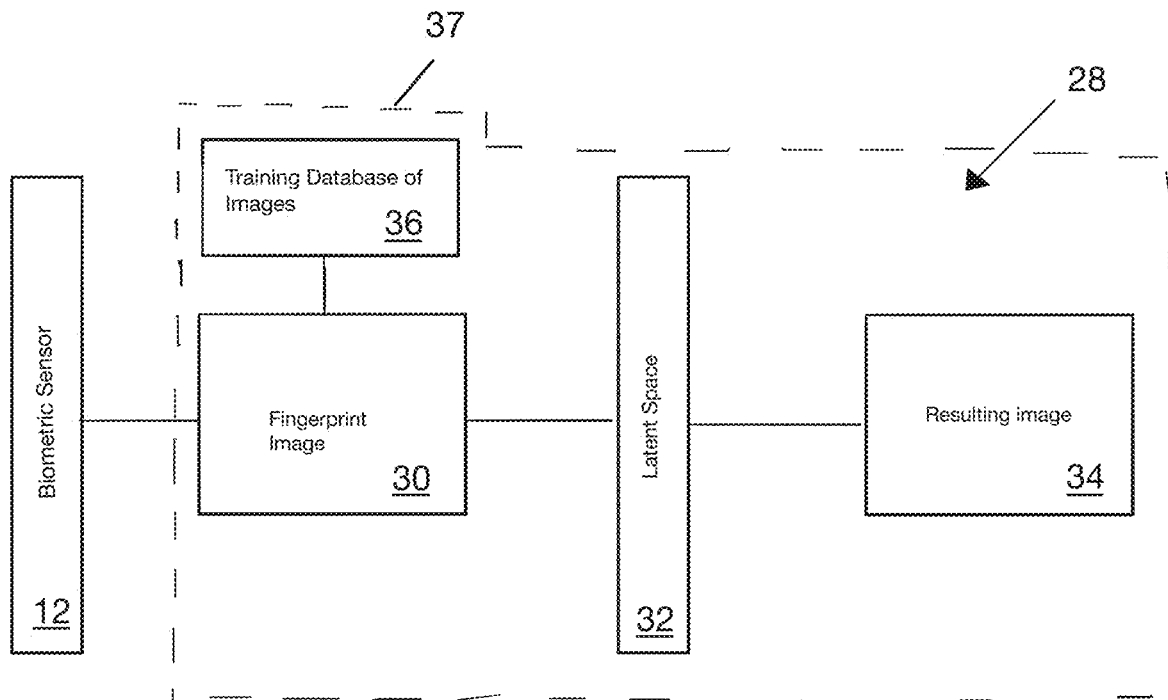 37
28
Training Database of
Images
36
Biometric Sensor
12
Fingerprint
Image
30
Latent Space
32
Resulting image
34